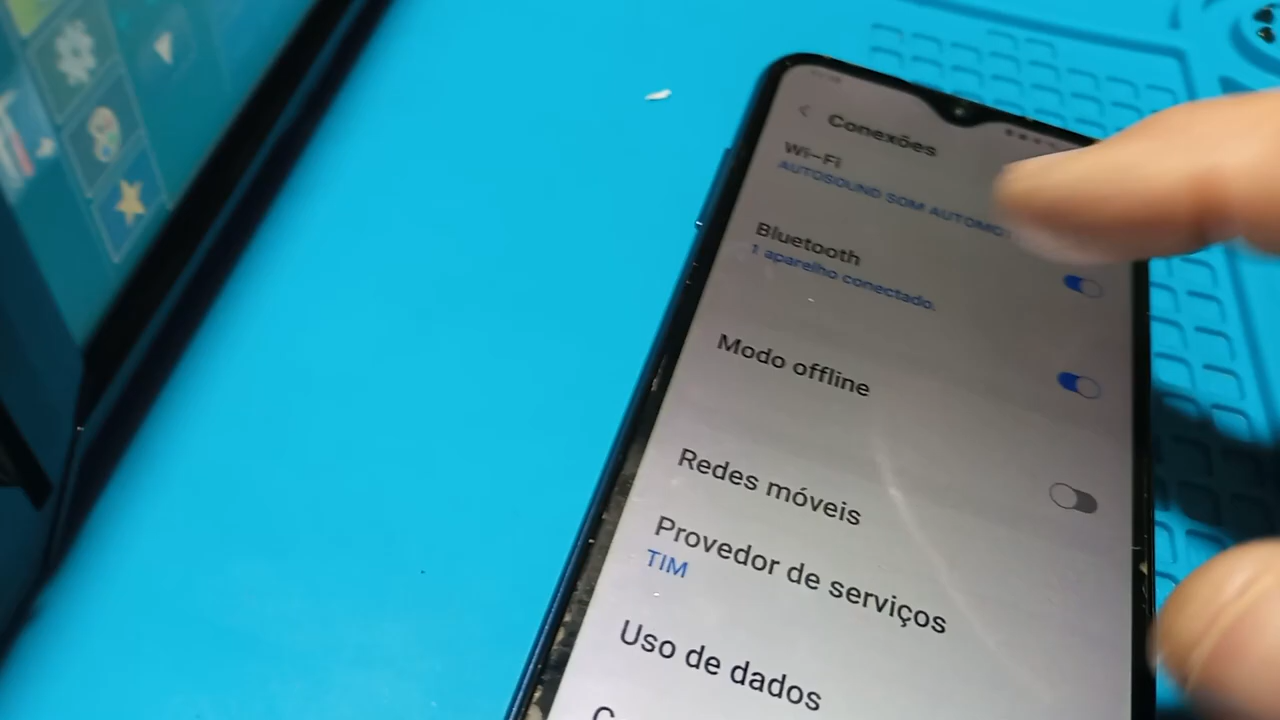 Conexões
Wi-Fi
AUTOSOUND SOM
Bluetooth
1 aparelho conectado.
Modo offline
Redes móveis
Provedor de serviços
TIM
Uso de dados